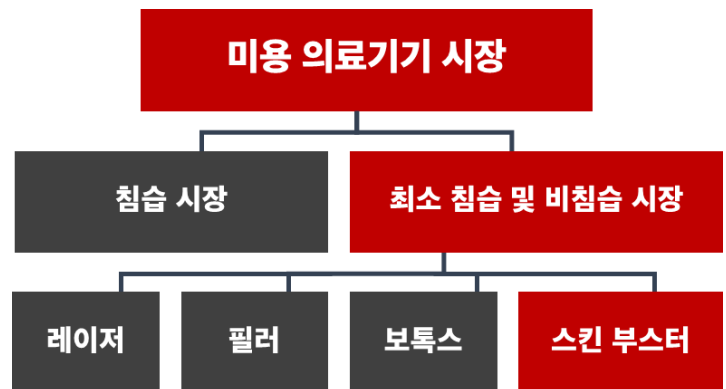 미용 의료기기 시장
침습 시장
최소 침습 및 비침습 시장
레이저
필러
보톡스
스킨 부스터